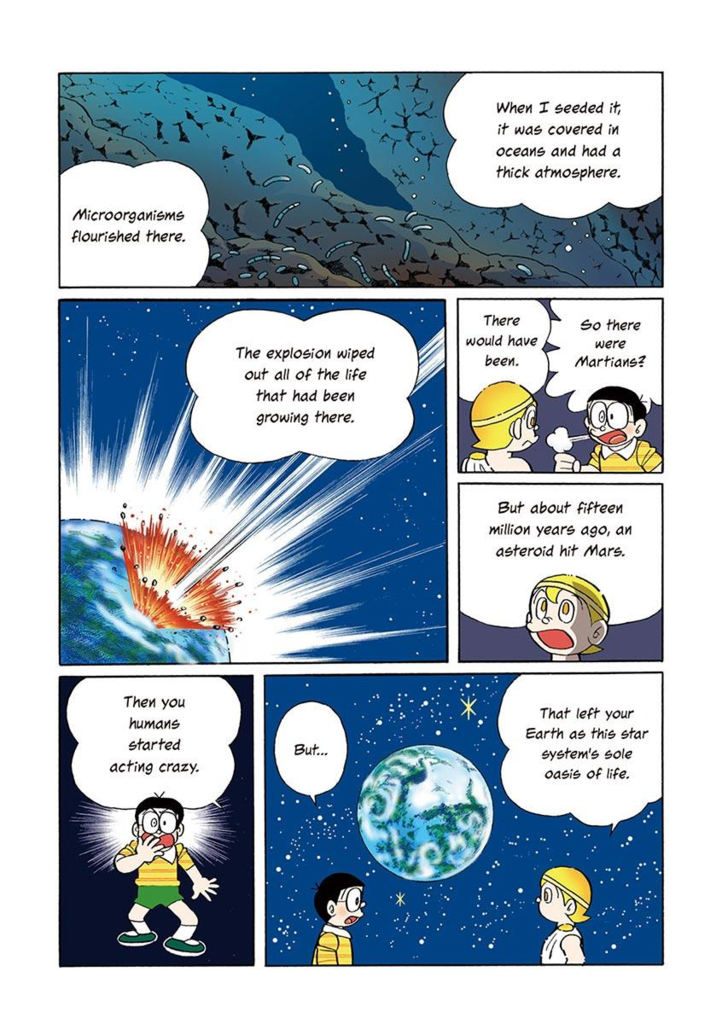 When I seeded it,
it was covered in
oceans and had a
thick atmosphere.
Microorganisms
flourished there.
So there
were
Martians?
There
would have
been.
But about fifteen
million years ago, an
asteroid hit Mars.
The explosion wiped
out all of the life
that had been
growing there.
That left your
Earth as this star
system's sole
oasis of life.
But...
Then you
humans
started
acting crazy.